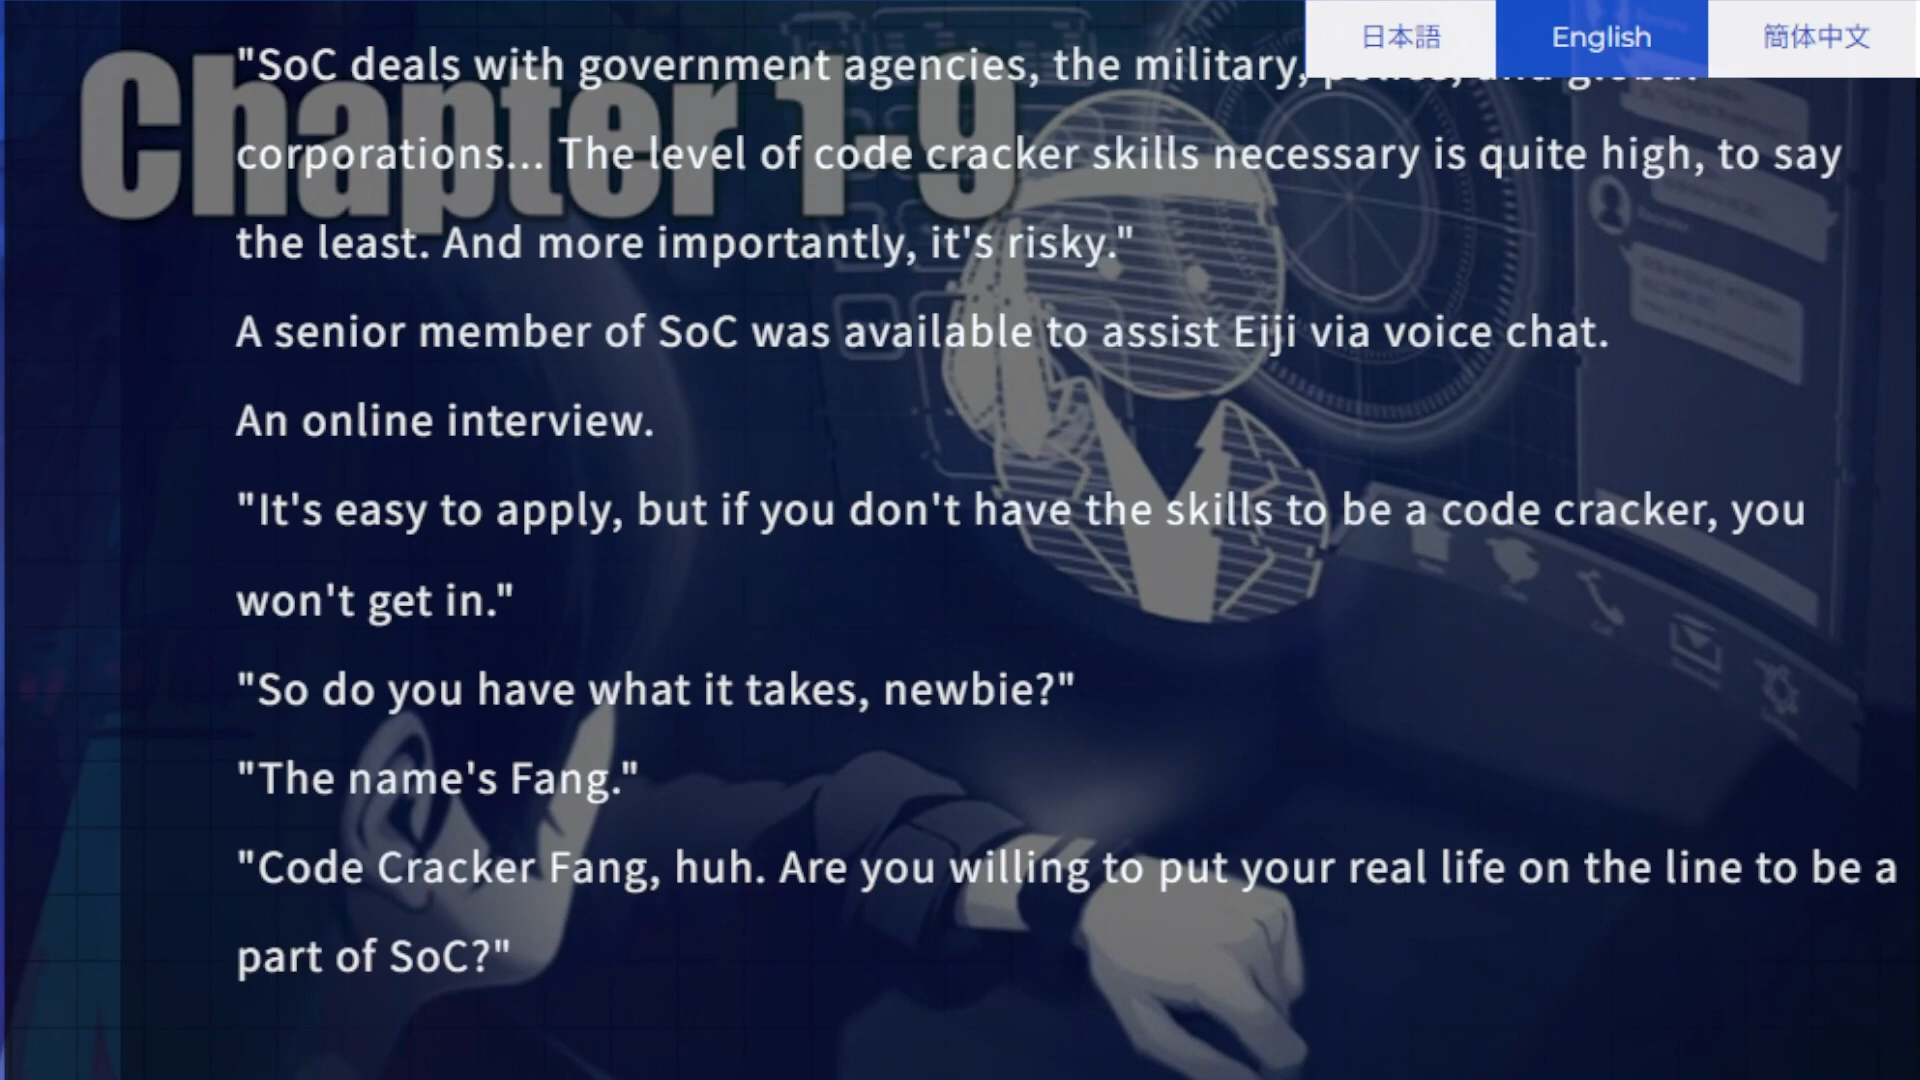 日本語
English
簡体中文
Chapter 1-9
"SoC deals with government agencies, the military, police, and global
corporations... The level of code cracker skills necessary is quite high, to say
the least. And more importantly, it's risky."
A senior member of SoC was available to assist Eiji via voice chat.
An online interview.
"It's easy to apply, but if you don't have the skills to be a code cracker, you
won't get in."
"So do you have what it takes, newbie?"
"The name's Fang."
"Code Cracker Fang, huh. Are you willing to put your real life on the line to be a
part of SoC?"